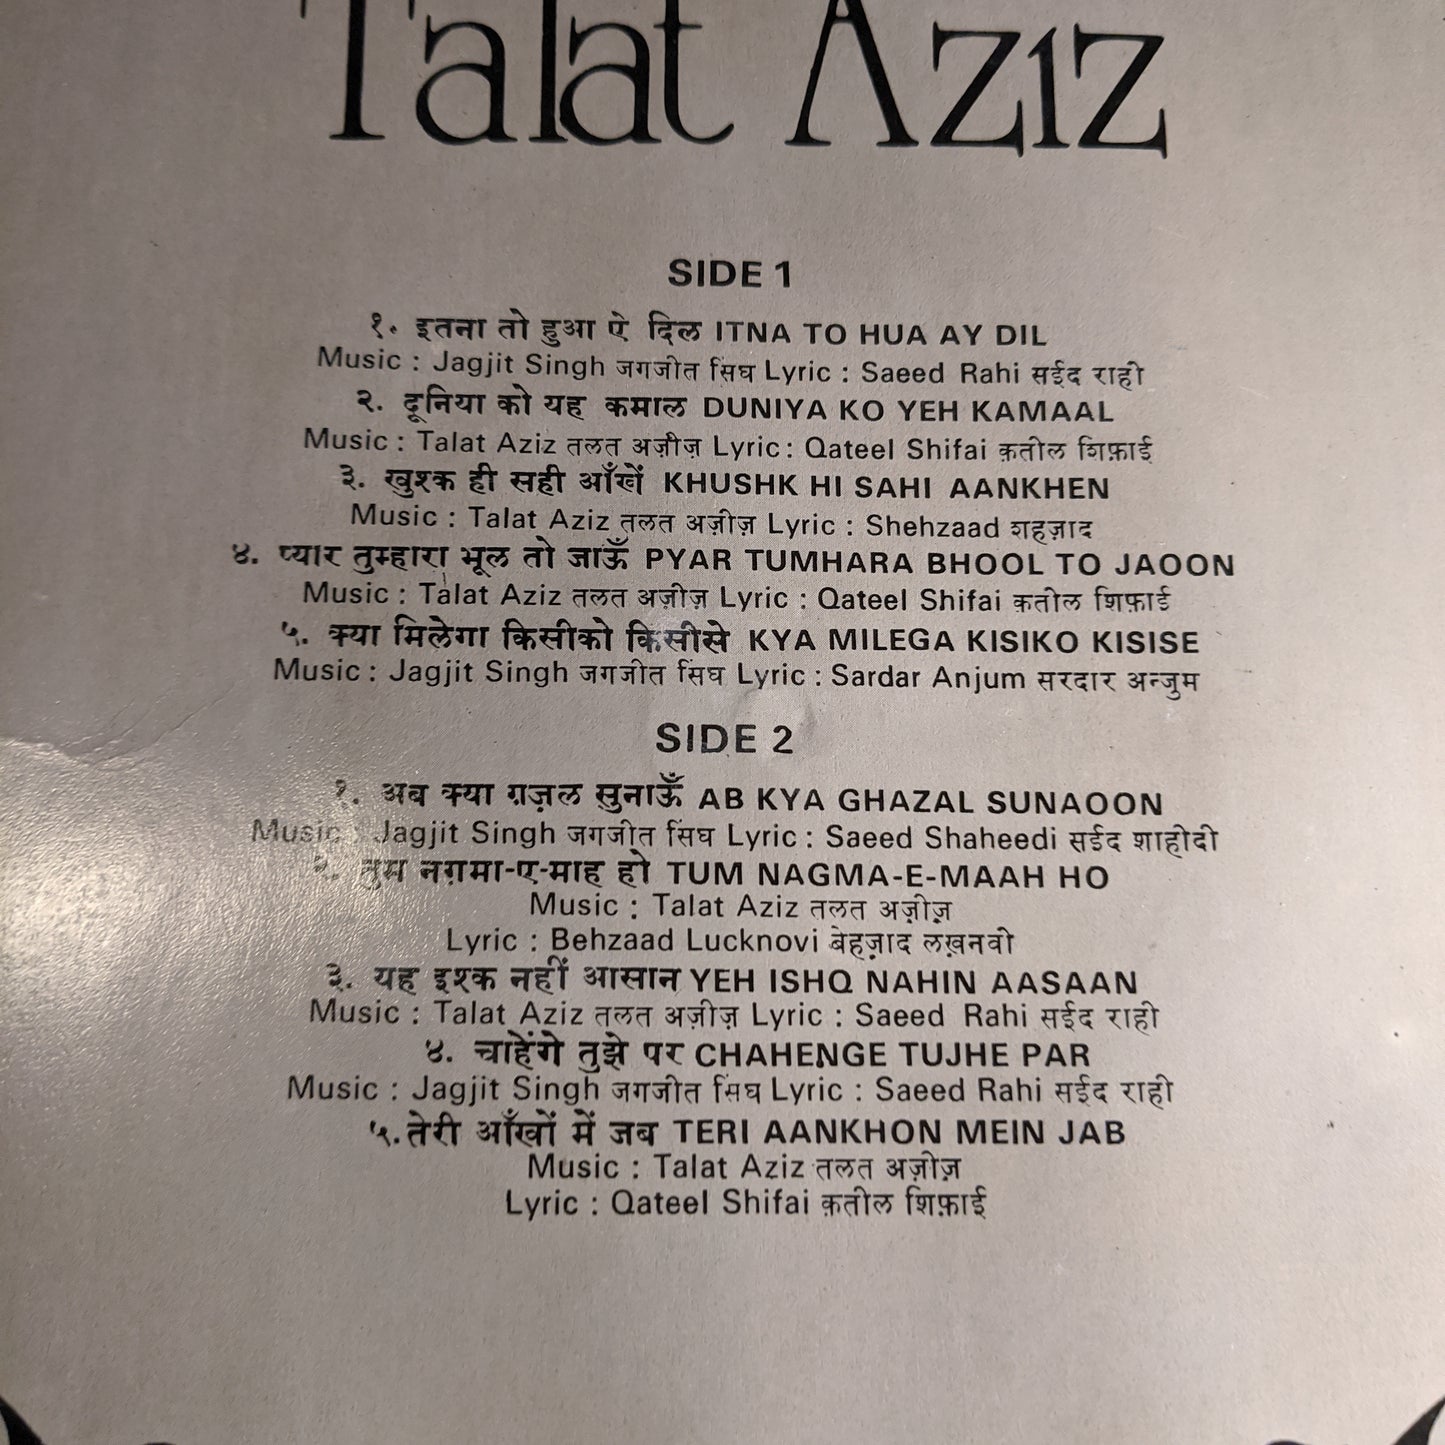 Talat Aziz
SIDE 1
१. इतना तो हुआ ऐ दिल ITNA TO HUA AY DIL
Music : Jagjit Singh जगजीत सिंघ Lyric : Saeed Rahi सईद राही
२. दूनिया को यह कमाल DUNIYA KO YEH KAMAAL
Music : Talat Aziz तलत अज़ीज़ Lyric : Qateel Shifai क़तील शिफ़ाई
३. खुश्क ही सही आँखें KHUSHK HI SAHI AANKHEN
Music : Talat Aziz तलत अज़ीज़ Lyric : Shehzaad शहज़ाद
४. प्यार तुम्हारा भूल तो जाऊँ PYAR TUMHARA BHOOL TO JAOON
Music : Talat Aziz तलत अज़ीज़ Lyric : Qateel Shifai क़तील शिफ़ाई
५. क्या मिलेगा किसीको किसीसे KYA MILEGA KISIKO KISISE
Music : Jagjit Singh जगजीत सिंघ Lyric : Sardar Anjum सरदार अन्जुम
SIDE 2
१. अब क्या ग़ज़ल सुनाऊँ AB KYA GHAZAL SUNAOON
Music : Jagjit Singh जगजीत सिंघ Lyric : Saeed Shaheedi सईद शाहीदी
२. तुम नग़मा-ए-माह हो TUM NAGMA-E-MAAH HO
Music : Talat Aziz तलत अज़ीज़
Lyric : Behzaad Lucknovi बेहज़ाद लख़नवी
३. यह इश्क नहीं आसान YEH ISHQ NAHIN AASAAN
Music : Talat Aziz तलत अज़ीज़ Lyric : Saeed Rahi सईद राही
४. चाहेंगे तुझे पर CHAHENGE TUJHE PAR
Music : Jagjit Singh जगजीत सिंघ Lyric : Saeed Rahi सईद राही
५. तेरी आँखों में जब TERI AANKHON MEIN JAB
Music : Talat Aziz तलत अज़ीज़
Lyric : Qateel Shifai क़तील शिफ़ाई